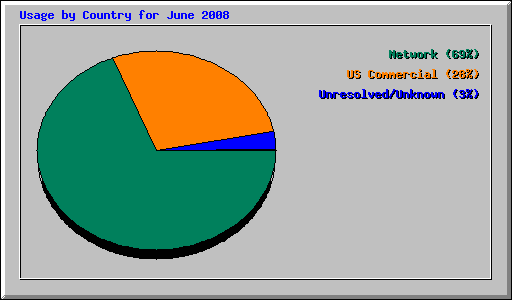 Usage by Country for June 2008
Network (69%)
US Commercial (28%)
Unresolved/Unknown (3%)